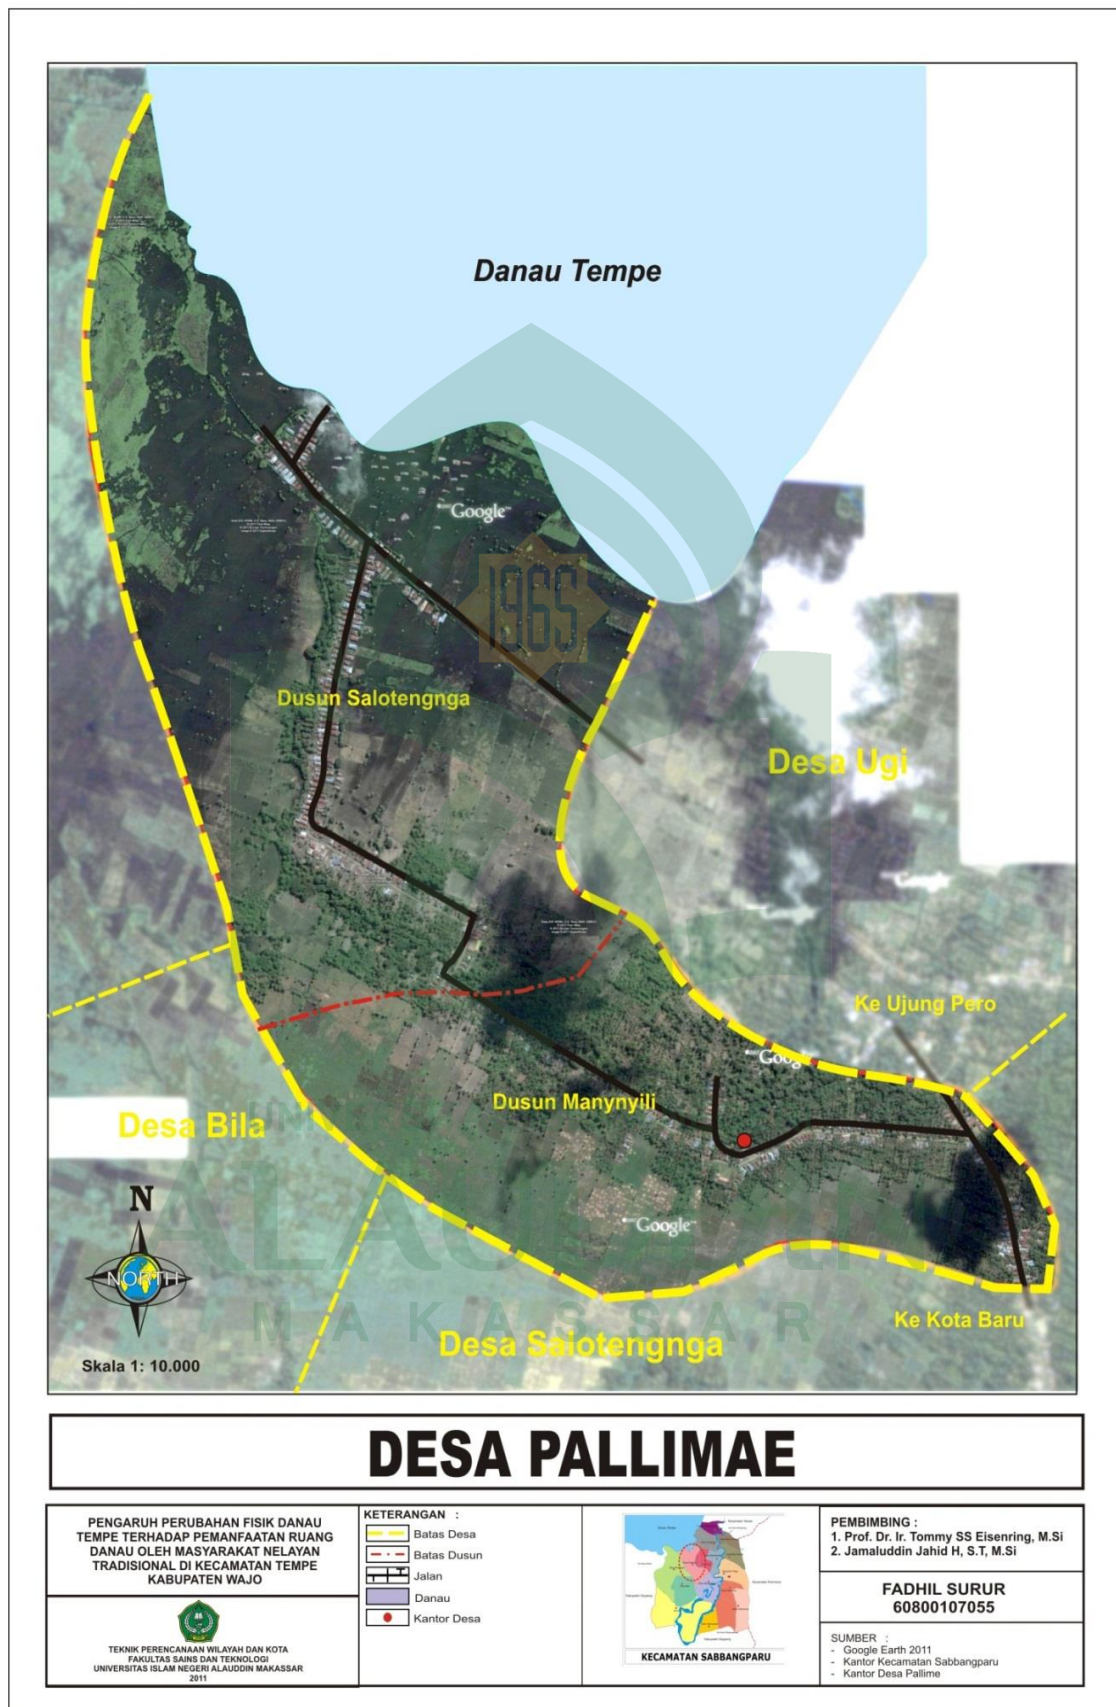 Danau Tempe
Google
1965
Dusun Salotengnga
Desa Ugi
Ke Ujung Pero
Google
Dusun Manynyili
Desa Bila
Google
N
NORTH
ALAUDDIN
MAKASSAR
Ke Kota Baru
Desa Salotengnga
Skala 1: 10.000
DESA PALLIMAE
PENGARUH PERUBAHAN FISIK DANAU
TEMPE TERHADAP PEMANFAATAN RUANG
DANAU OLEH MASYARAKAT NELAYAN
TRADISIONAL DI KECAMATAN TEMPE
KABUPATEN WAJO
TEKNIK PERENCANAAN WILAYAH DAN KOTA
FAKULTAS SAINS DAN TEKNOLOGI
UNIVERSITAS ISLAM NEGERI ALAUDDIN MAKASSAR
2011
KETERANGAN :
Batas Desa
Batas Dusun
Jalan
Danau
Kantor Desa
KECAMATAN SABBANGPARU
PEMBIMBING :
1. Prof. Dr. Ir. Tommy SS Eisenring, M.Si
2. Jamaluddin Jahid H, S.T, M.Si
FADHIL SURUR
60800107055
SUMBER :
- Google Earth 2011
- Kantor Kecamatan Sabbangparu
- Kantor Desa Pallime